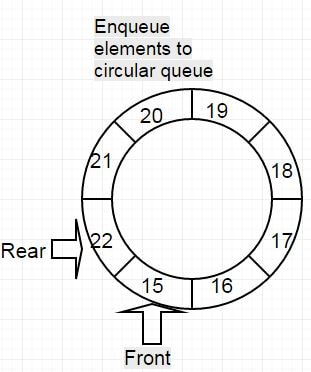 Enqueue
elements to
circular queue
20
19
21
18
Rear
22
17
15
16
Front